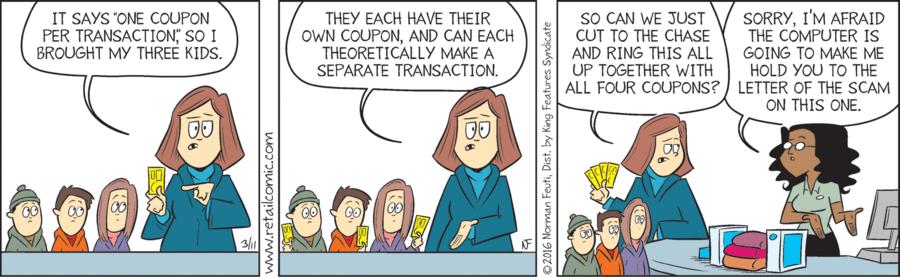 IT SAYS "ONE COUPON
PER TRANSACTION," SO I
BROUGHT MY THREE KIDS.
3/11
www.retailcomic.com
THEY EACH HAVE THEIR
OWN COUPON, AND CAN EACH
THEORETICALLY MAKE A
SEPARATE TRANSACTION.
NF
©2016 Norman Feuti, Dist. by King Features Syndicate
SO CAN WE JUST
CUT TO THE CHASE
AND RING THIS ALL
UP TOGETHER WITH
ALL FOUR COUPONS?
SORRY, I'M AFRAID
THE COMPUTER IS
GOING TO MAKE ME
HOLD YOU TO THE
LETTER OF THE SCAM
ON THIS ONE.